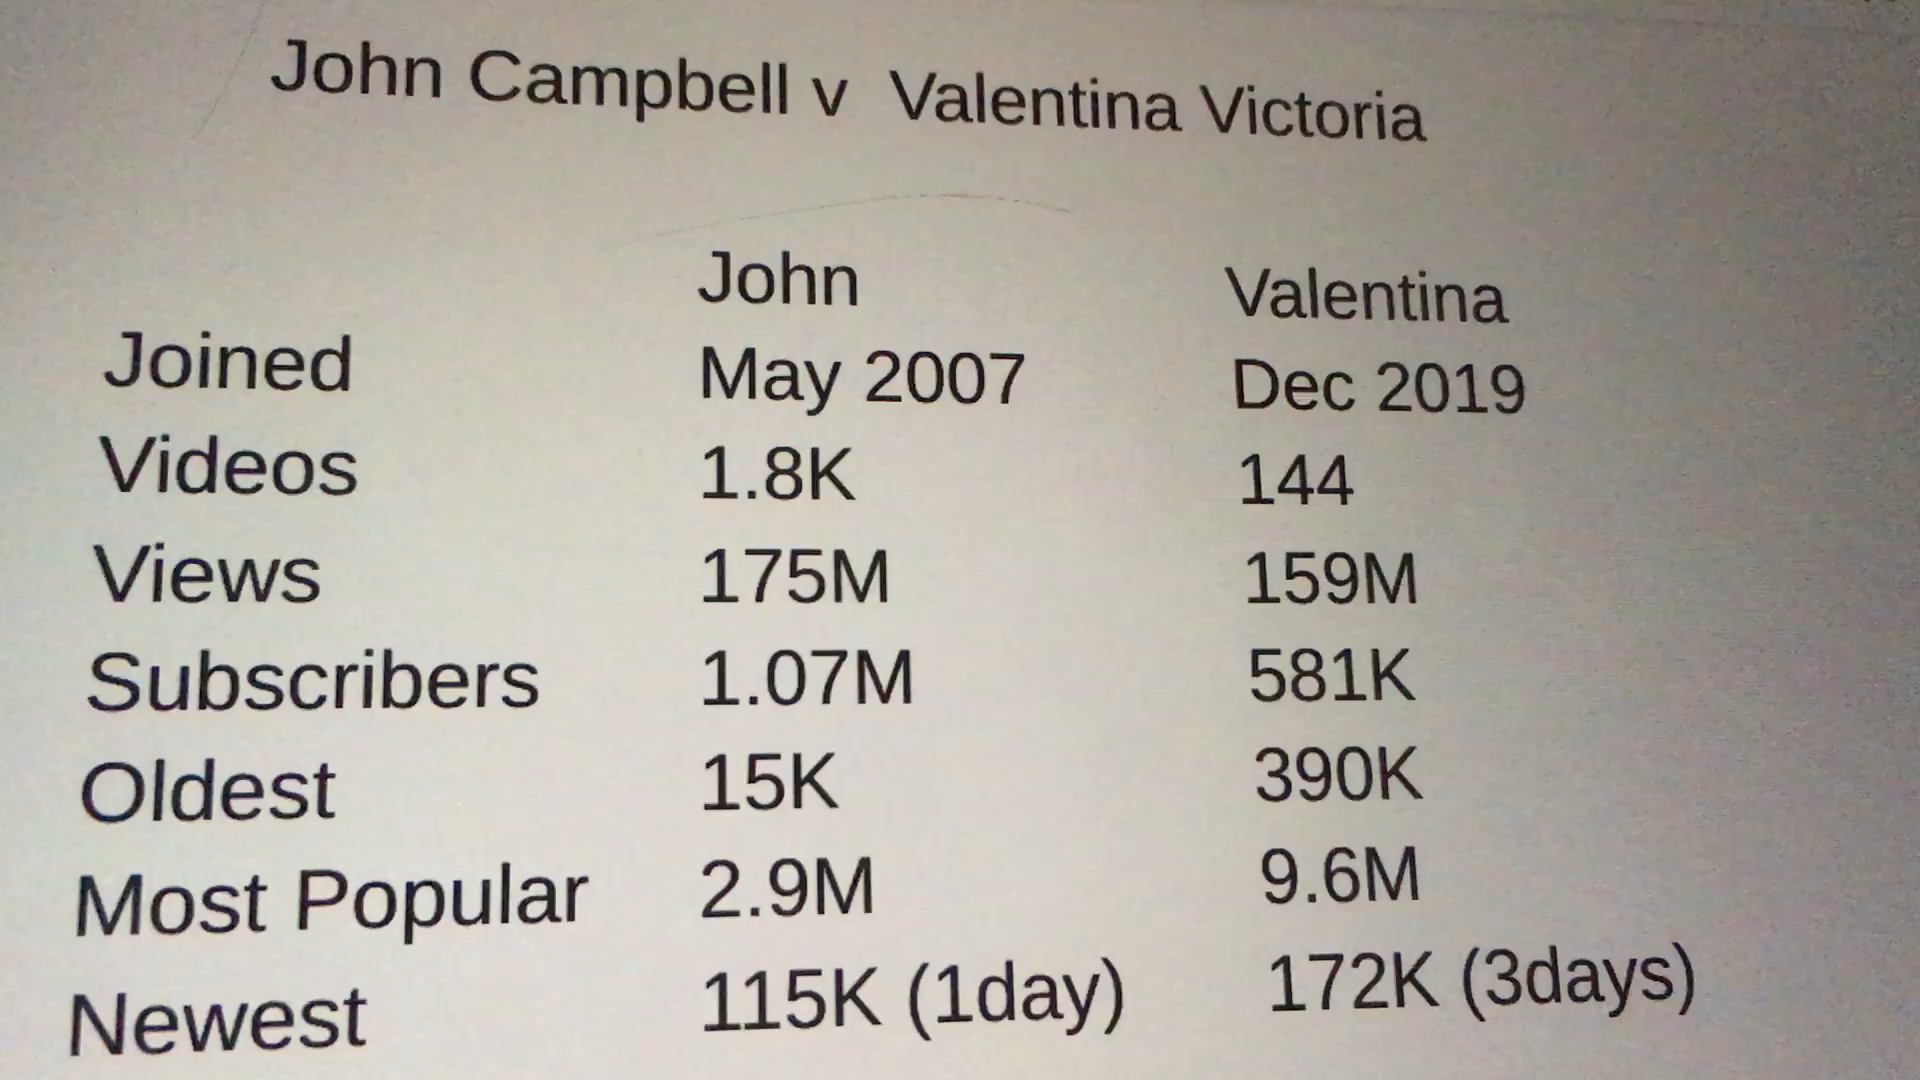 John Campbell v Valentina Victoria
John Valentina
Joined May 2007 Dec 2019
Videos 1.8K 144
Views 175M 159M
Subscribers 1.07M 581K
Oldest 15K 390K
Most Popular 2.9M 9.6M
Newest 115K (1day) 172K (3days)